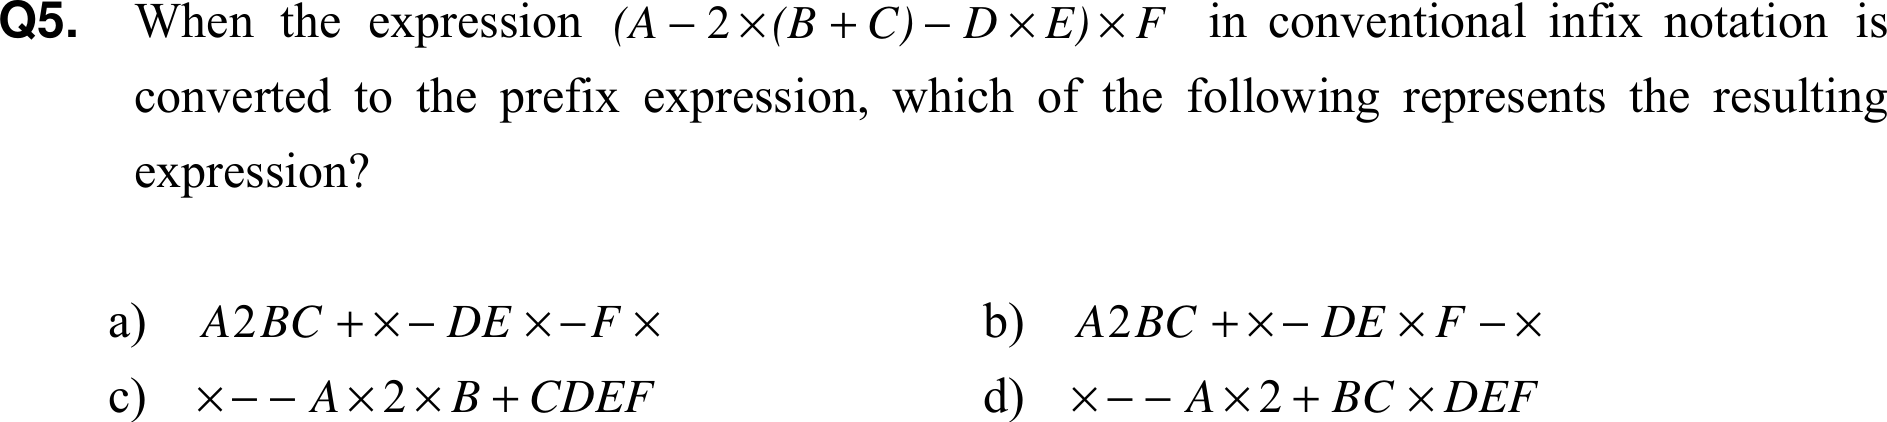 Q5. When the expression (A – 2×(B + C) – D × E) × F in conventional infix notation is
converted to the prefix expression, which of the following represents the resulting
expression?
a) A2BC + × – DE × – F × b) A2BC + × – DE × F – ×
c) × – – A × 2 × B + CDEF d) × – – A × 2 + BC × DEF